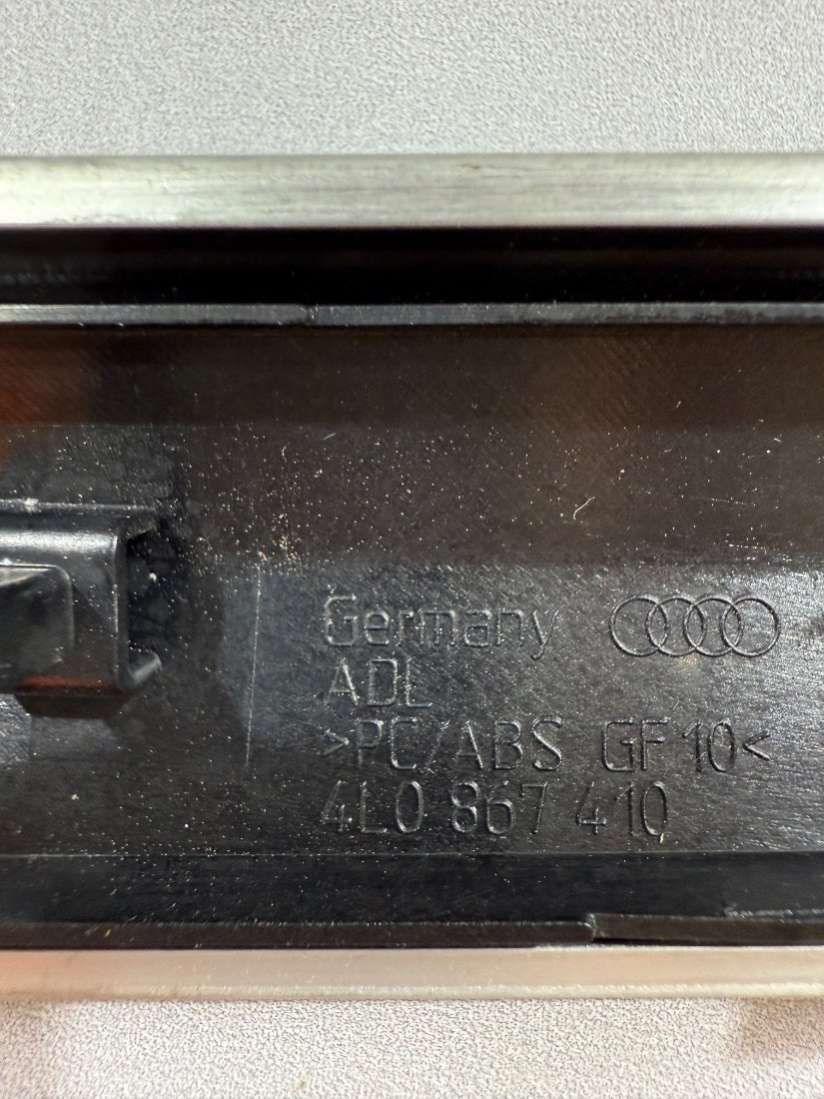 Germany
ADL
>PC/ABS GF10<
4L0 867 410